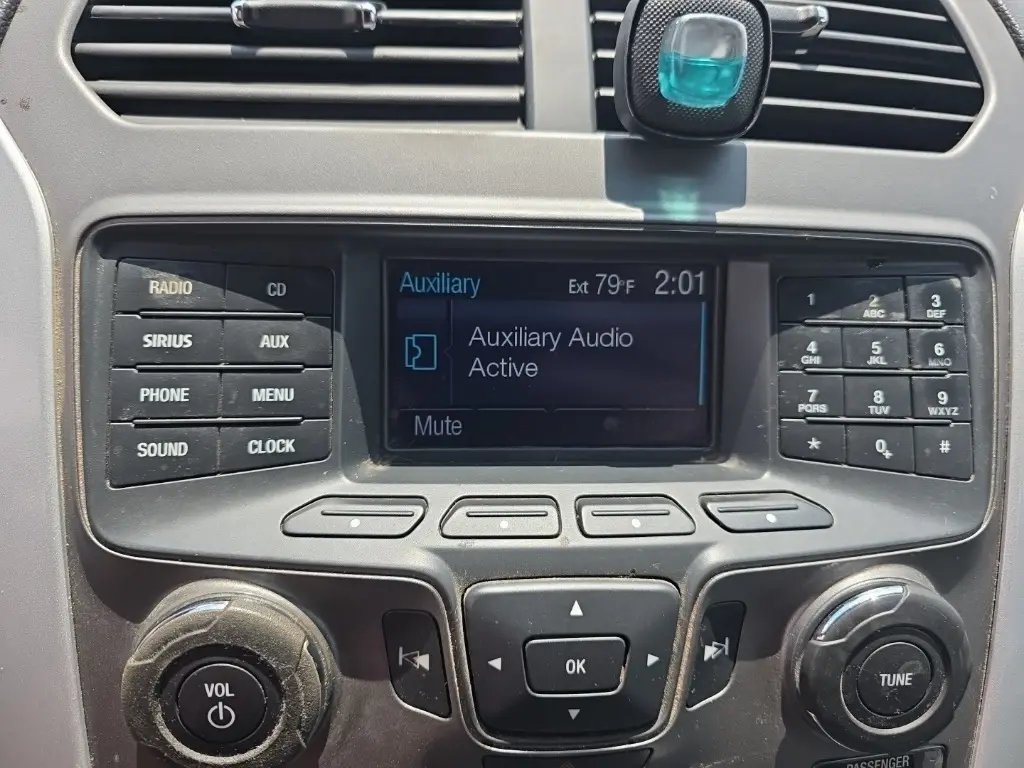 Auxiliary Ext 79°F 2:01
Auxiliary Audio
Active
Mute
RADIO CD
SIRIUS AUX
PHONE MENU
SOUND CLOCK
1 2 3
ABC DEF
4 5 6
GHI JKL MNO
7 8 9
PQRS TUV WXYZ
* 0+ #
VOL
OK
TUNE
PASSENGER